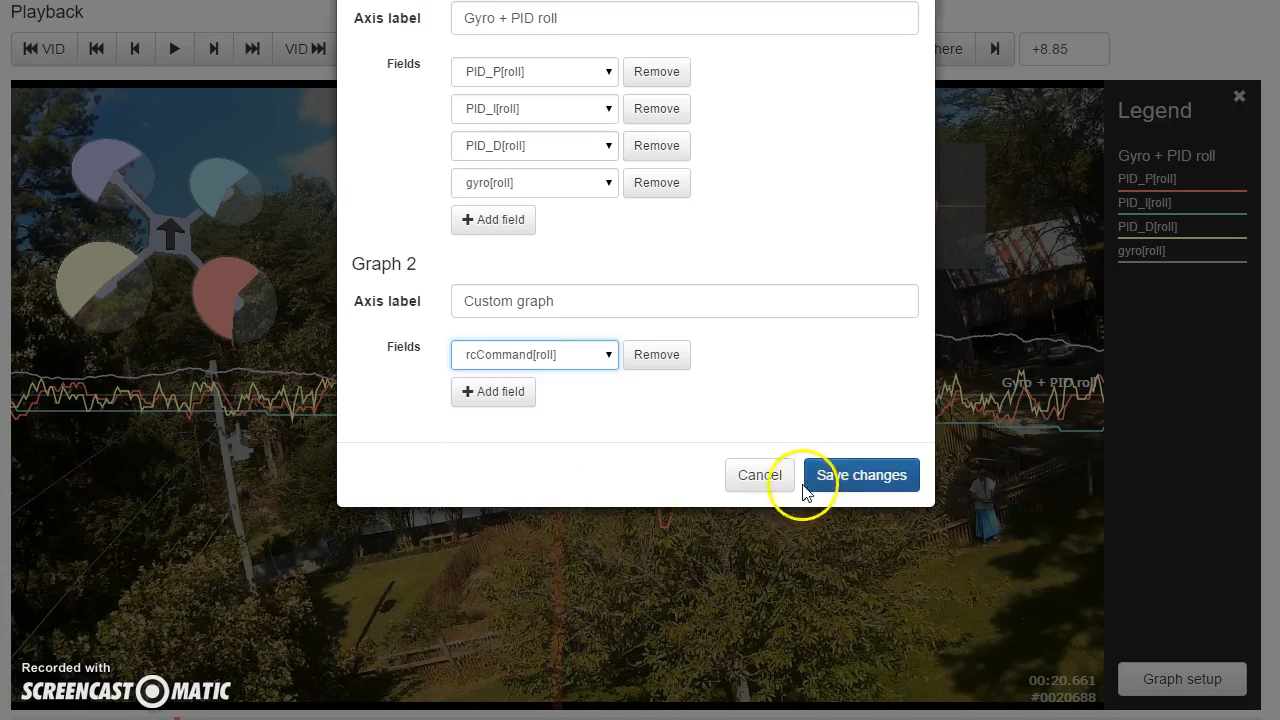 Playback
VID
VID
here
+8.85
Axis label
Gyro + PID roll
Fields
PID_P[roll]
Remove
PID_I[roll]
Remove
PID_D[roll]
Remove
gyro[roll]
Remove
Add field
Graph 2
Axis label
Custom graph
Fields
rcCommand[roll]
Remove
Add field
Cancel
Save changes
Legend
Gyro + PID roll
PID_P[roll]
PID_I[roll]
PID_D[roll]
gyro[roll]
Gyro + PID roll
00:20.661
#0020688
Graph setup
Recorded with
SCREENCAST MATIC